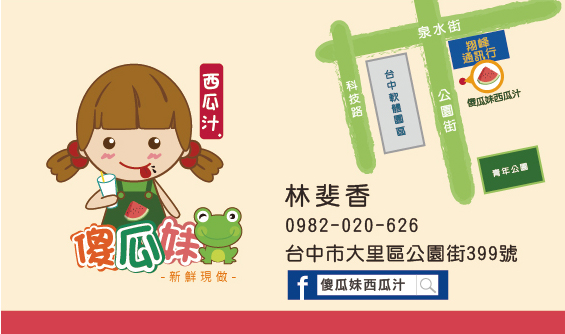 西瓜汁.
傻瓜妹
-新鮮現做-
泉水街
翔峰
通訊行
傻瓜妹西瓜汁
科技路
台中軟體園區
公園街
青年公園
林斐香
0982-020-626
台中市大里區公園街399號
f 傻瓜妹西瓜汁